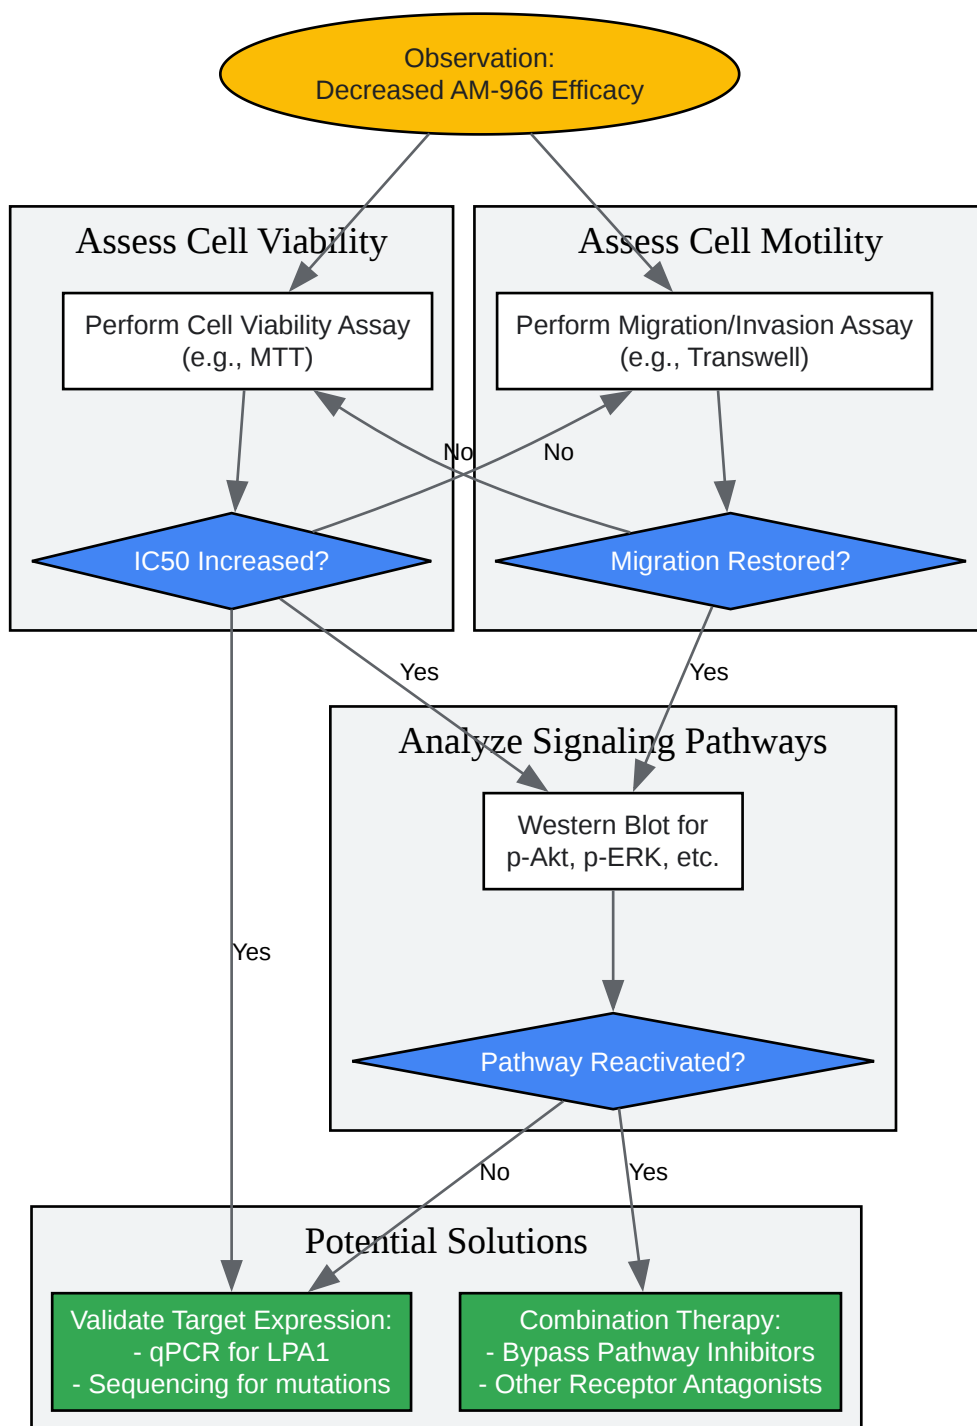 Observation:
Decreased AM-966 Efficacy
Assess Cell Viability
Assess Cell Motility
Perform Cell Viability Assay
(e.g., MTT)
Perform Migration/Invasion Assay
(e.g., Transwell)
No
No
IC50 Increased?
Migration Restored?
Yes
Yes
Analyze Signaling Pathways
Western Blot for
p-Akt, p-ERK, etc.
Yes
Pathway Reactivated?
No
Yes
Potential Solutions
Validate Target Expression:
- qPCR for LPA1
- Sequencing for mutations
Combination Therapy:
- Bypass Pathway Inhibitors
- Other Receptor Antagonists